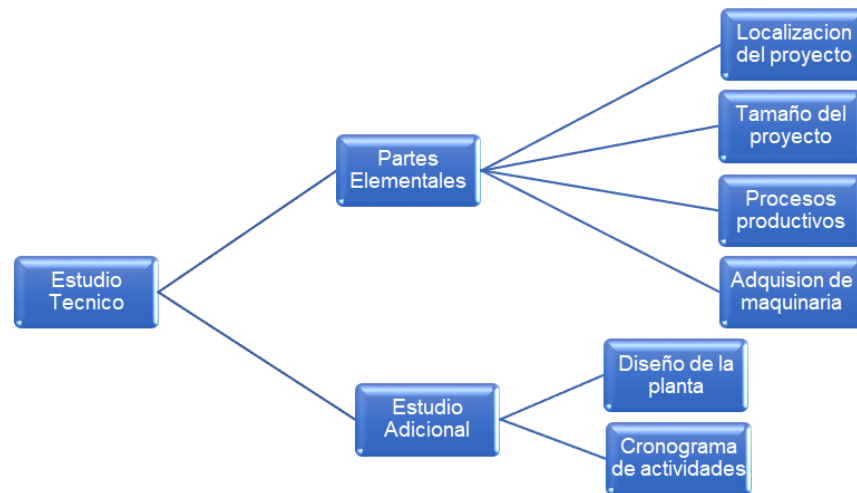 Localizacion
del proyecto
Tamaño del
proyecto
Partes
Elementales
Procesos
productivos
Estudio
Tecnico
Adquision de
maquinaria
Diseño de la
planta
Estudio
Adicional
Cronograma
de actividades